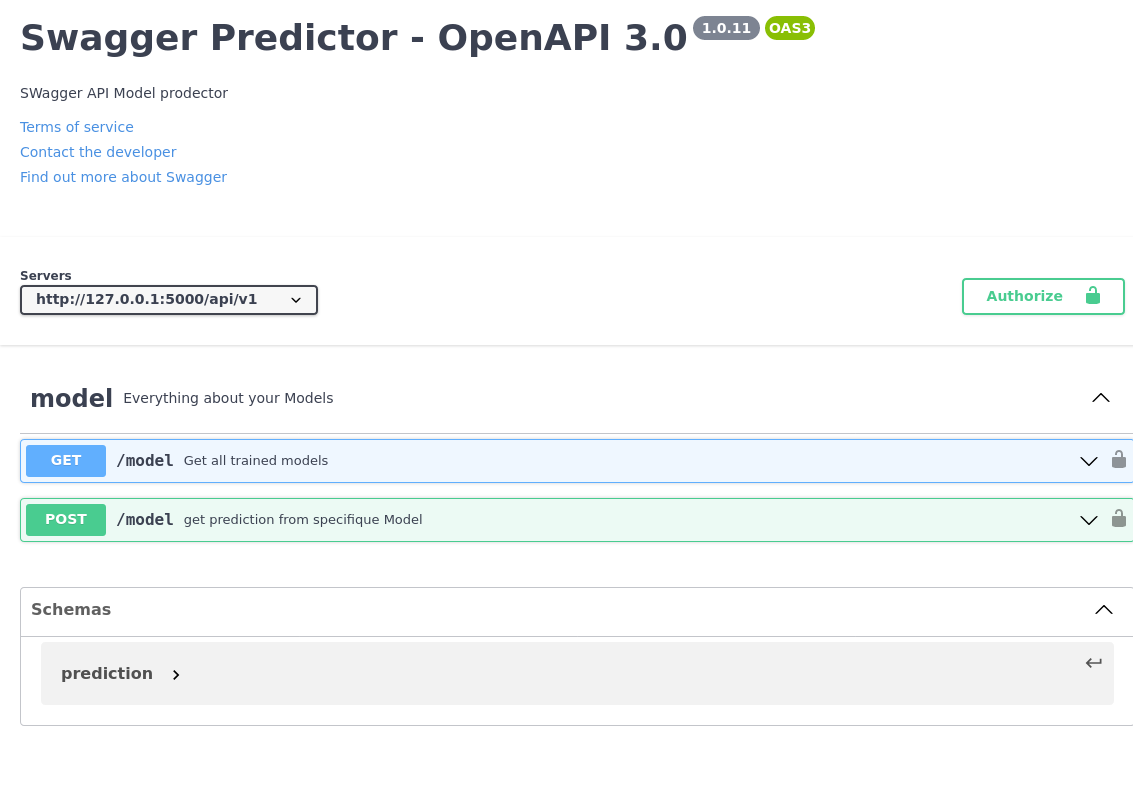 Swagger Predictor - OpenAPI 3.0 1.0.11 OAS3
SWagger API Model prodector
Terms of service
Contact the developer
Find out more about Swagger
Servers
http://127.0.0.1:5000/api/v1
Authorize
model Everything about your Models
GET /model Get all trained models
POST /model get prediction from specifique Model
Schemas
prediction